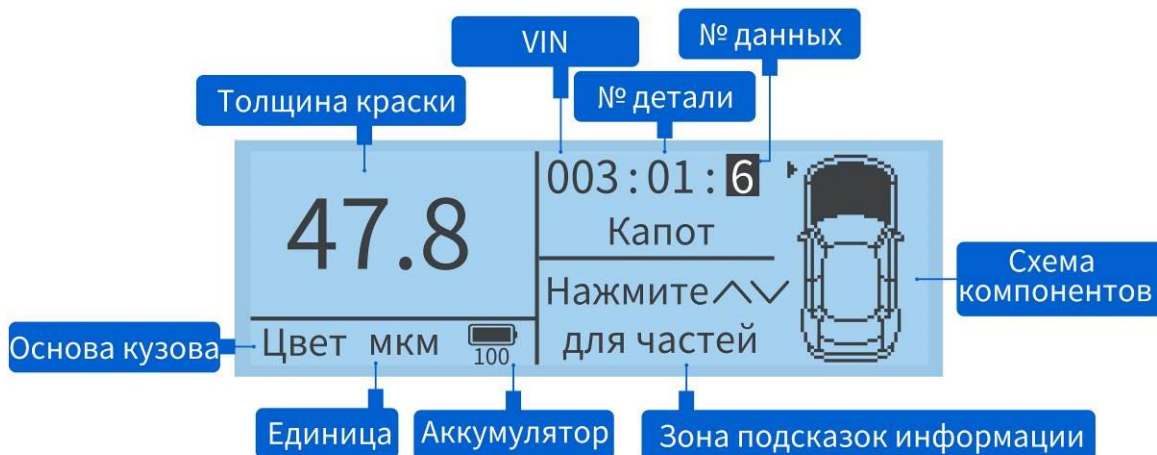 VIN
№ данных
Толщина краски
№ детали
003:01:6
47.8
Капот
Схема
компонентов
Нажмите
для частей
Основа кузова
Цвет мкм
100
Единица
Аккумулятор
Зона подсказок информации